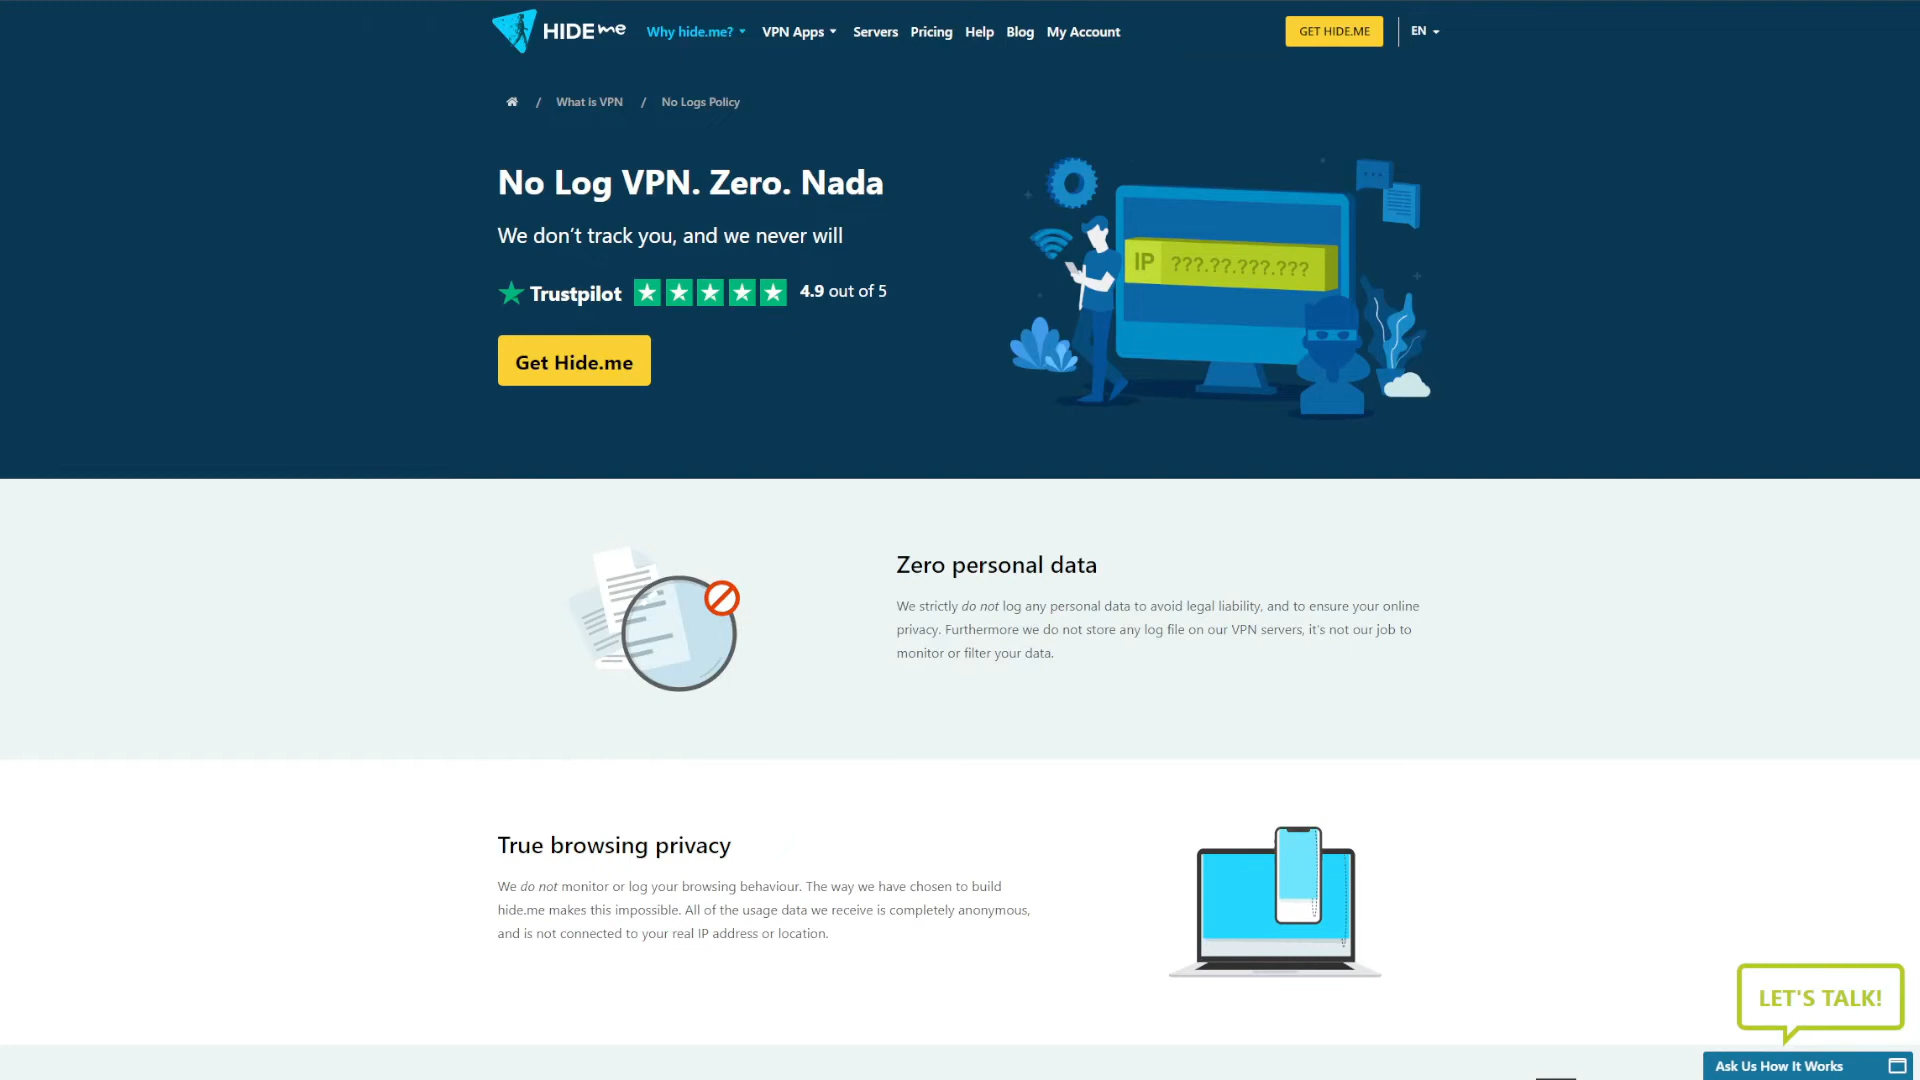 HIDE me
Why hide.me? VPN Apps Servers Pricing Help Blog My Account
GET HIDE.ME
EN
/ What is VPN / No Logs Policy
No Log VPN. Zero. Nada
We don’t track you, and we never will
Trustpilot 4.9 out of 5
Get Hide.me
IP ???.??.???.???
Zero personal data
We strictly do not log any personal data to avoid legal liability, and to ensure your online
privacy. Furthermore we do not store any log file on our VPN servers, it’s not our job to
monitor or filter your data.
True browsing privacy
We do not monitor or log your browsing behaviour. The way we have chosen to build
hide.me makes this impossible. All of the usage data we receive is completely anonymous,
and is not connected to your real IP address or location.
LET'S TALK!
Ask Us How It Works